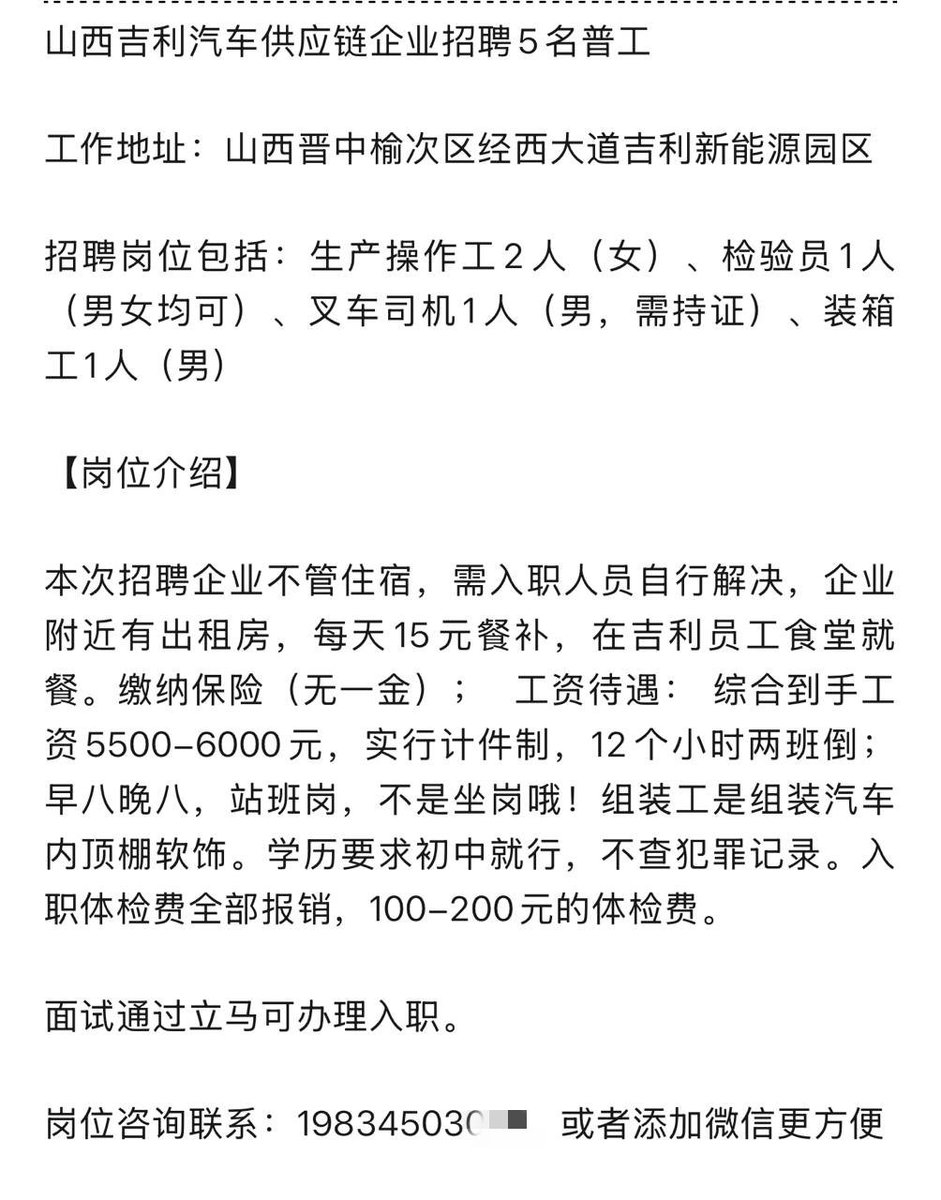 山西吉利汽车供应链企业招聘5名普工
工作地址：山西晋中榆次区经西大道吉利新能源园区
招聘岗位包括：生产操作工2人（女）、检验员1人
（男女均可）、叉车司机1人（男，需持证）、装箱
工1人（男）
【岗位介绍】
本次招聘企业不管住宿，需入职人员自行解决，企业
附近有出租房，每天15元餐补，在吉利员工食堂就
餐。缴纳保险（无一金）； 工资待遇： 综合到手工
资5500-6000元，实行计件制，12个小时两班倒；
早八晚八，站班岗，不是坐岗哦！组装工是组装汽车
内顶棚软饰。学历要求初中就行，不查犯罪记录。入
职体检费全部报销，100-200元的体检费。
面试通过立马可办理入职。
岗位咨询联系：198345030 或者添加微信更方便